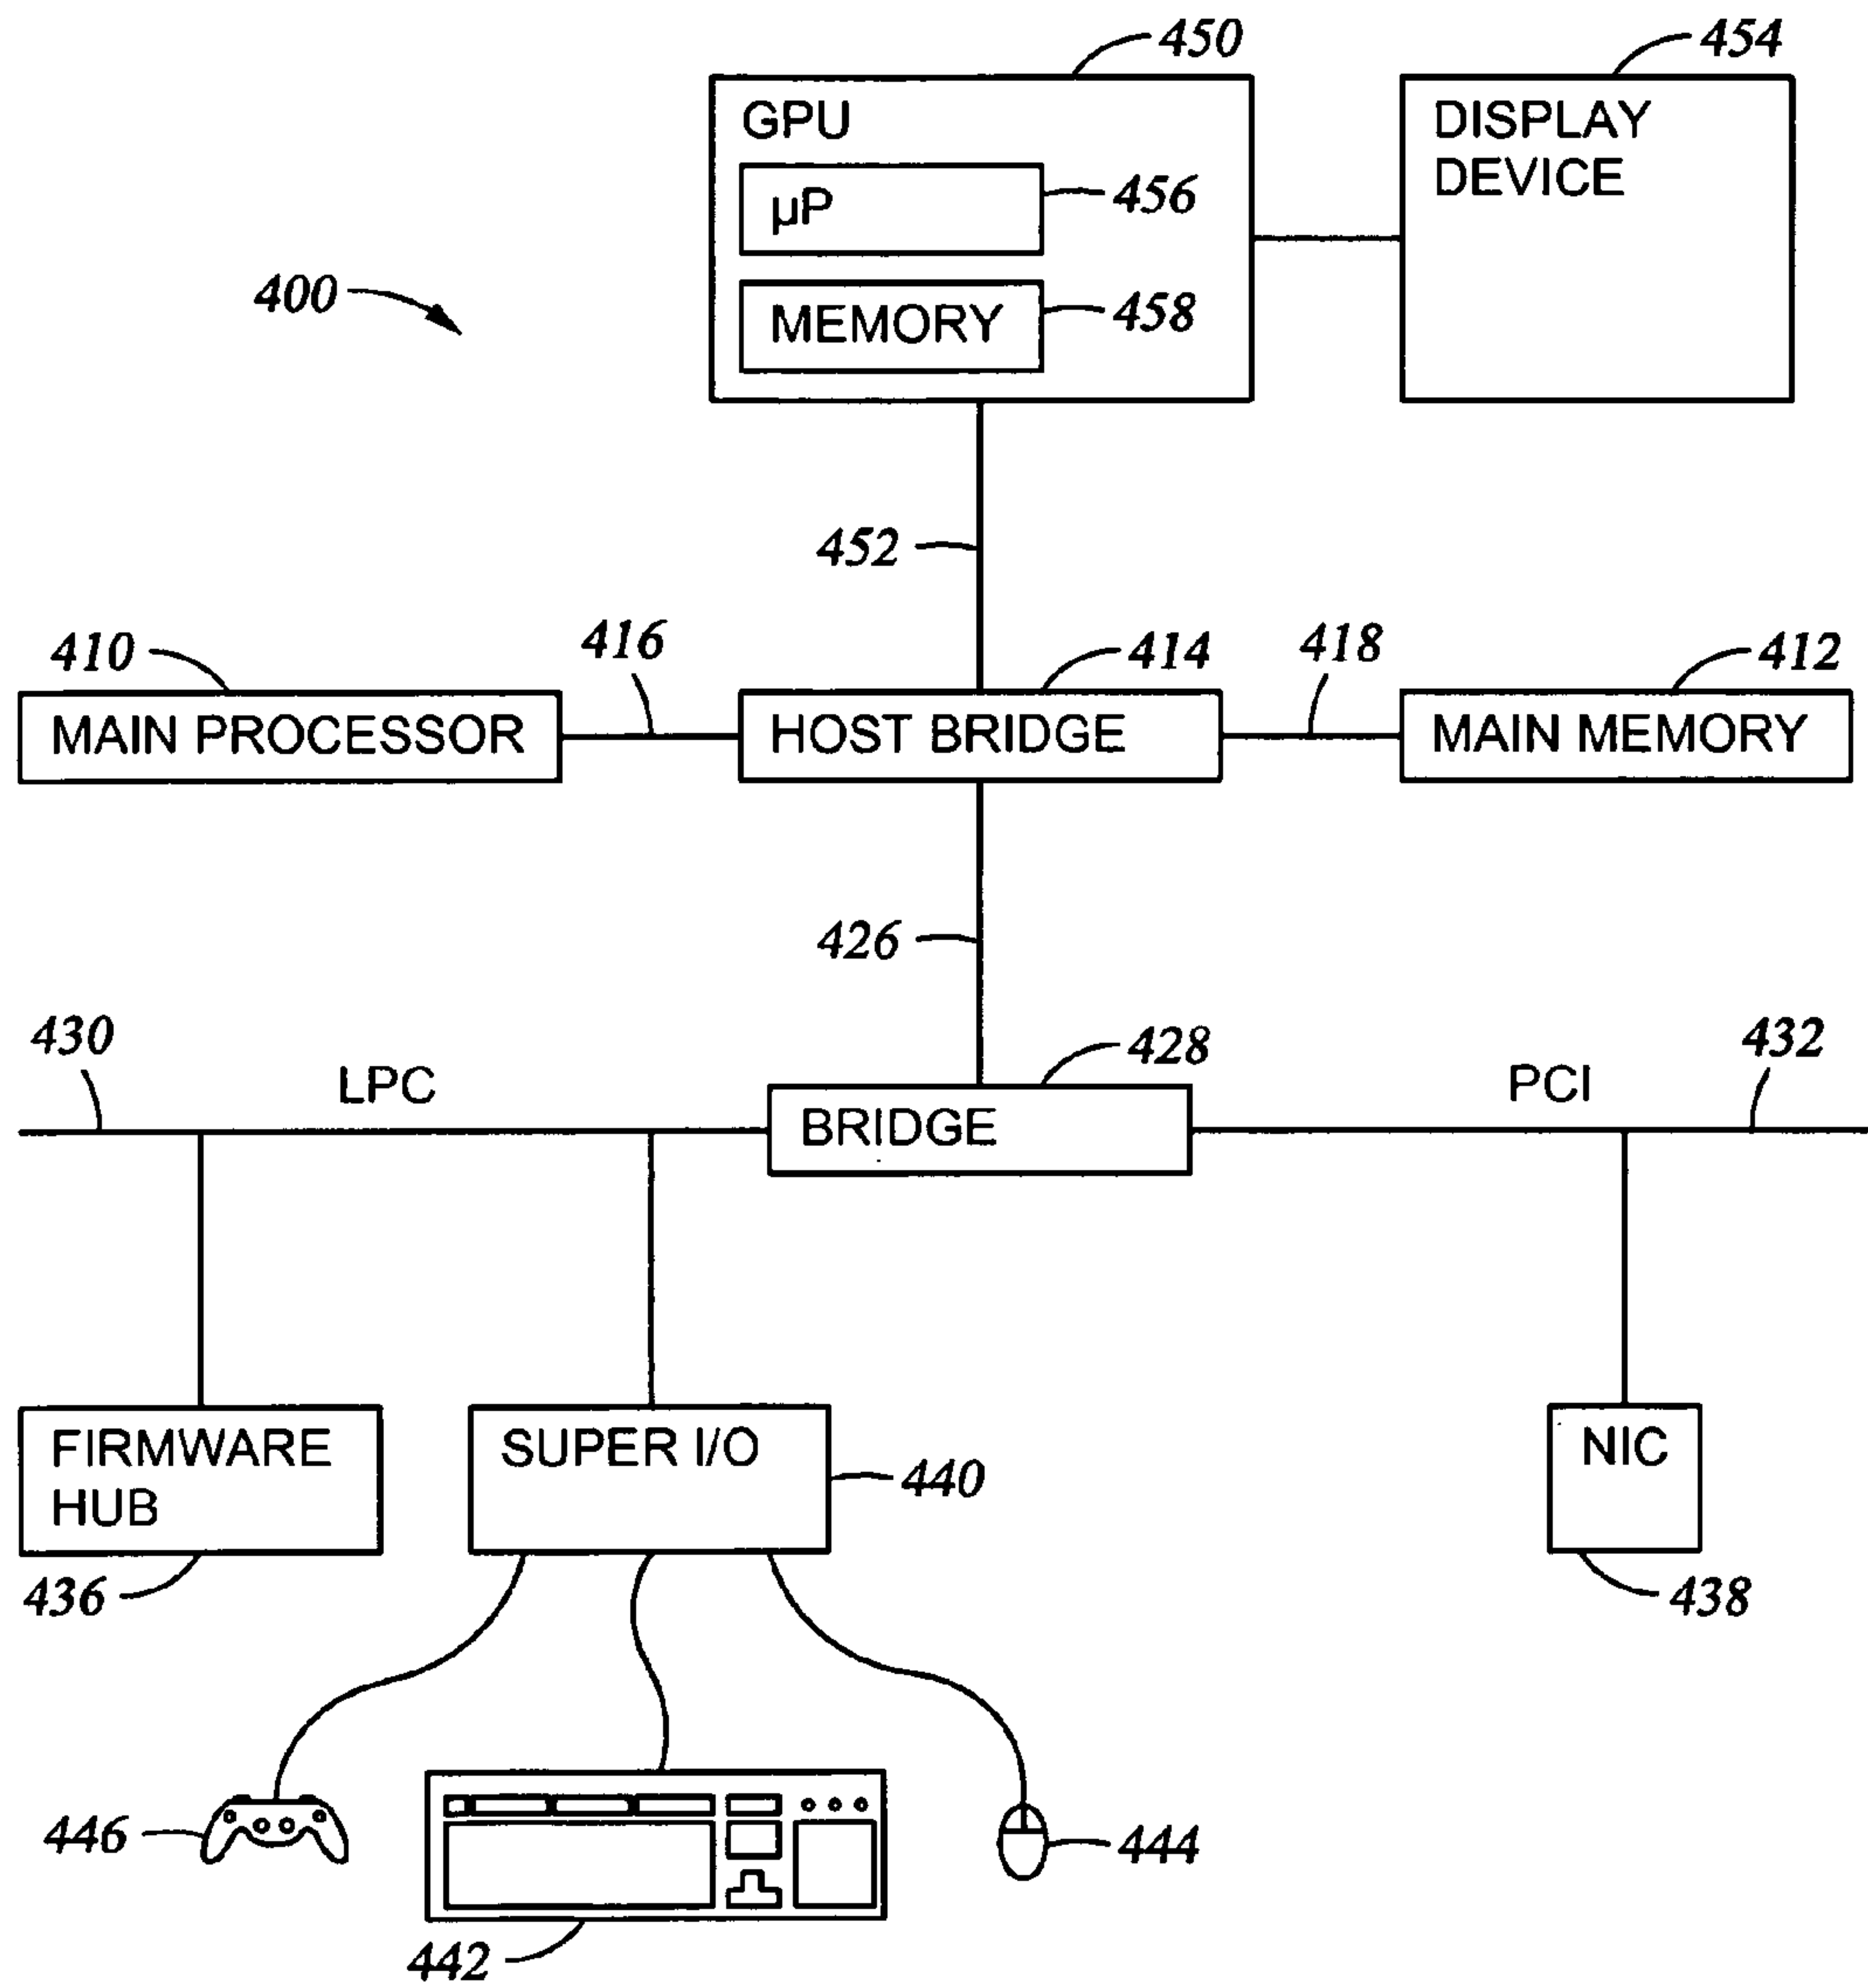 450
454
GPU
DISPLAY
DEVICE
µP
456
400
MEMORY
458
452
410
416
414
418
412
MAIN PROCESSOR
HOST BRIDGE
MAIN MEMORY
426
430
LPC
428
PCI
432
BRIDGE
FIRMWARE
HUB
SUPER I/O
440
NIC
436
438
446
444
442